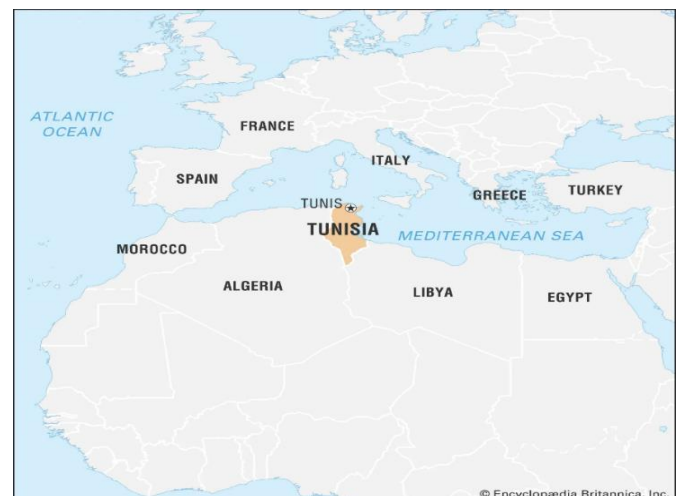 ATLANTIC
OCEAN
FRANCE
ITALY
SPAIN
GREECE
TURKEY
TUNIS
TUNISIA
MEDITERRANEAN SEA
MOROCCO
ALGERIA
LIBYA
EGYPT
© Encyclopædia Britannica, Inc.